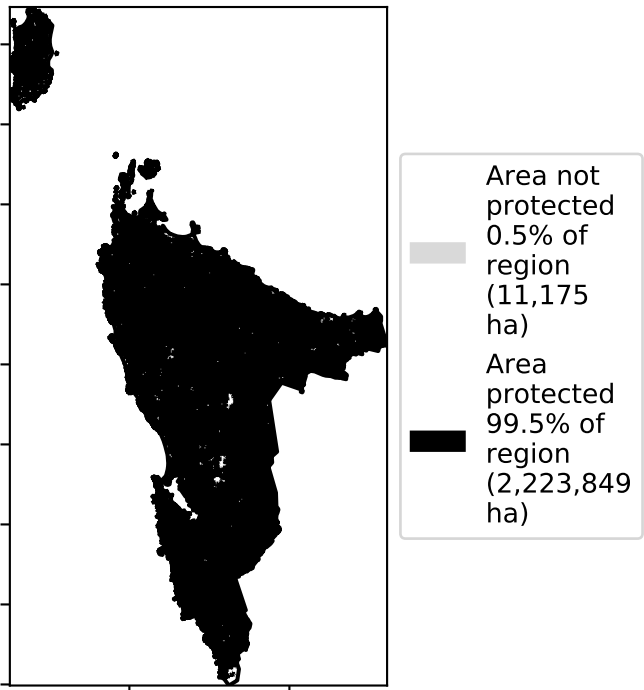 Area not
protected
0.5% of
region
(11,175
ha)
Area
protected
99.5% of
region
(2,223,849
ha)